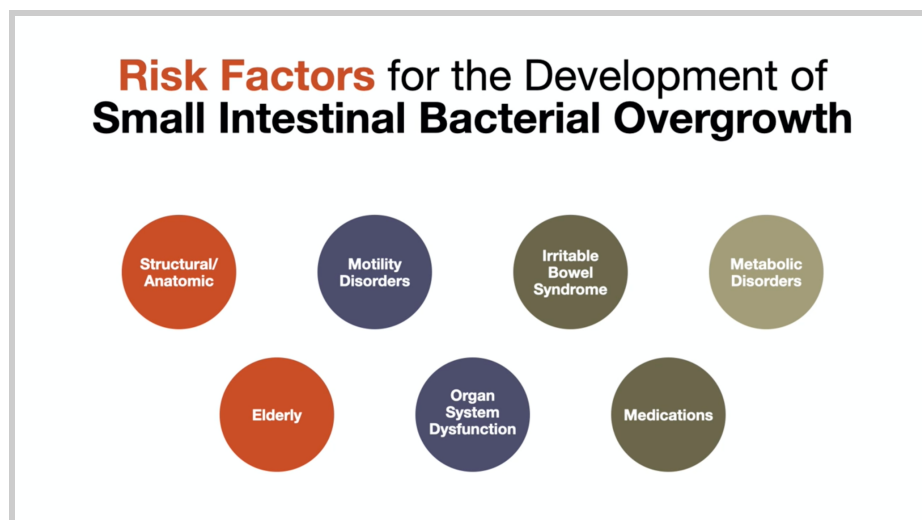 Risk Factors for the Development of
Small Intestinal Bacterial Overgrowth
Structural/
Anatomic
Motility
Disorders
Irritable
Bowel
Syndrome
Metabolic
Disorders
Elderly
Organ
System
Dysfunction
Medications